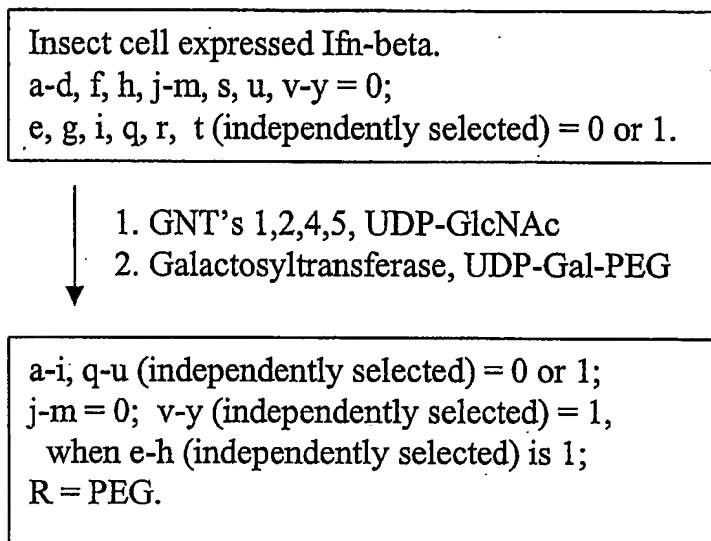 Insect cell expressed Ifn-beta.
a-d, f, h, j-m, s, u, v-y = 0;
e, g, i, q, r, t (independently selected) = 0 or 1.
1. GNT's 1,2,4,5, UDP-GlcNAc
2. Galactosyltransferase, UDP-Gal-PEG
a-i, q-u (independently selected) = 0 or 1;
j-m = 0; v-y (independently selected) = 1,
when e-h (independently selected) is 1;
R = PEG.